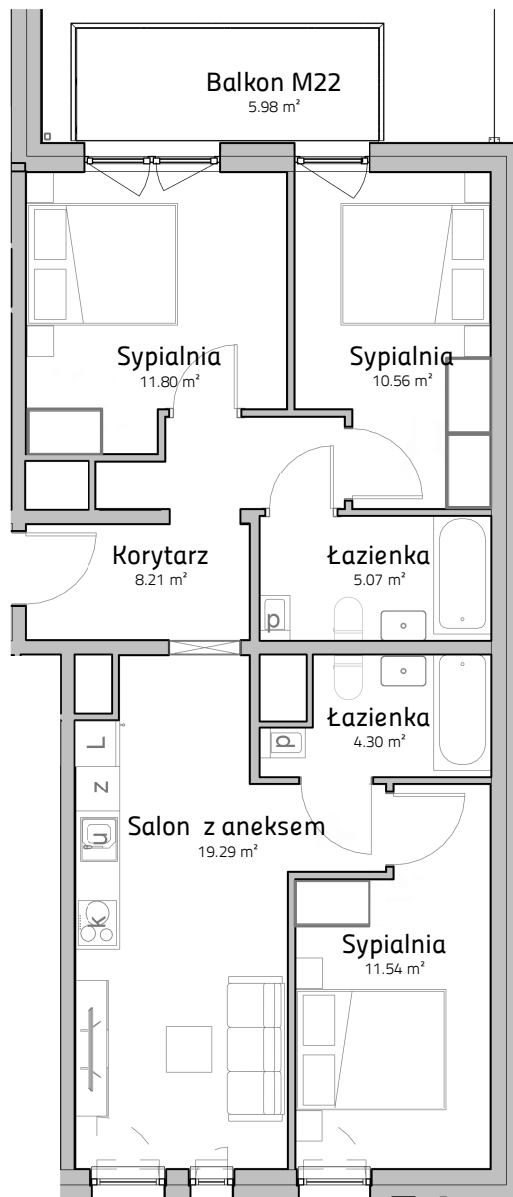 Balkon M22
5.98 m²
Sypialnia
11.80 m²
Sypialnia
10.56 m²
Korytarz
8.21 m²
Łazienka
5.07 m²
p
Łazienka
4.30 m²
p
L
z
Salon z aneksem
19.29 m²
u
k
Sypialnia
11.54 m²